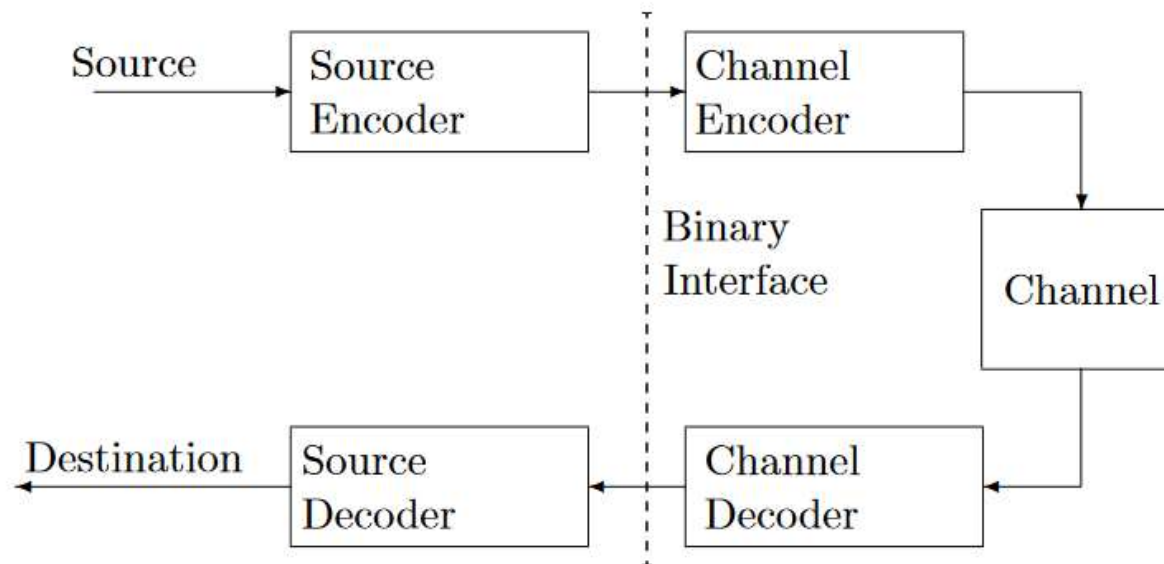 Source
Source
Encoder
Channel
Encoder
Binary
Interface
Channel
Destination
Source
Decoder
Channel
Decoder